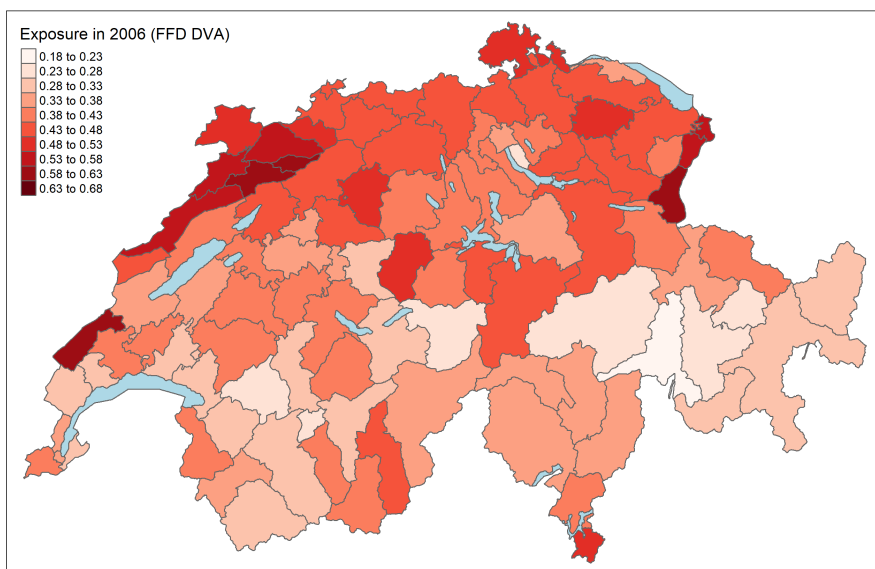 Exposure in 2006 (FFD DVA)
0.18 to 0.23
0.23 to 0.28
0.28 to 0.33
0.33 to 0.38
0.38 to 0.43
0.43 to 0.48
0.48 to 0.53
0.53 to 0.58
0.58 to 0.63
0.63 to 0.68